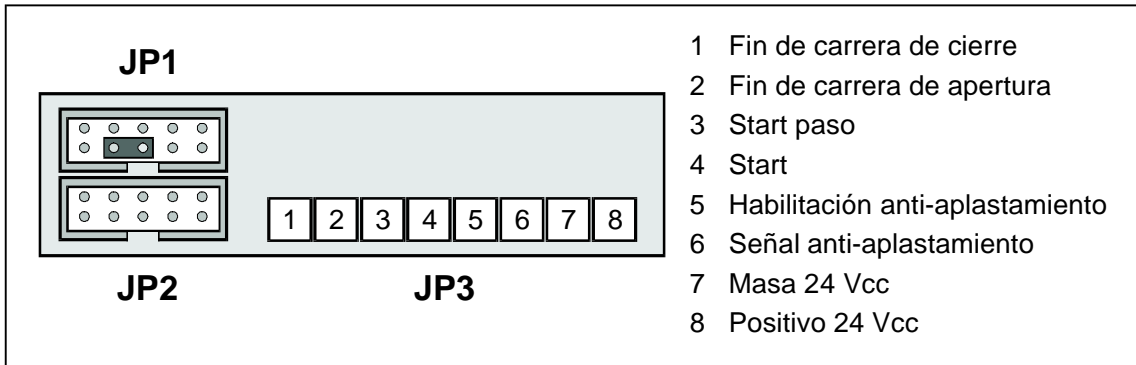 JP1
1 2 3 4 5 6 7 8
JP2 JP3
1 Fin de carrera de cierre
2 Fin de carrera de apertura
3 Start paso
4 Start
5 Habilitación anti-aplastamiento
6 Señal anti-aplastamiento
7 Masa 24 Vcc
8 Positivo 24 Vcc